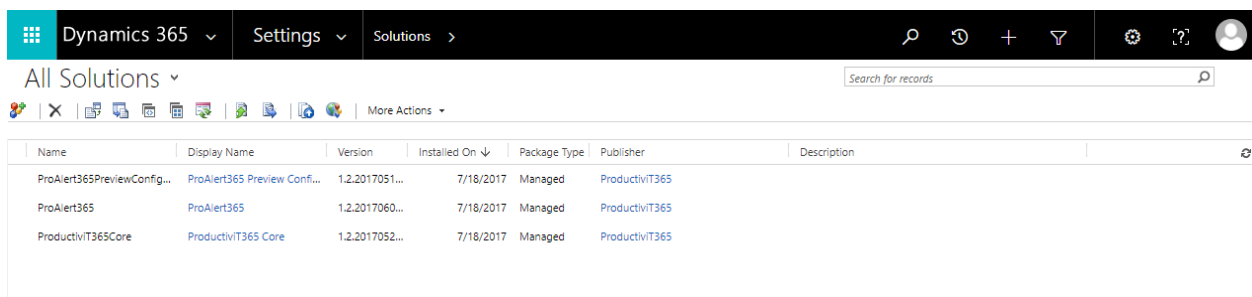 Dynamics 365 Settings Solutions
All Solutions Search for records
More Actions
Name Display Name Version Installed On Package Type Publisher Description
ProAlert365PreviewConfig... ProAlert365 Preview Confi... 1.2.2017051... 7/18/2017 Managed ProductiviT365
ProAlert365 ProAlert365 1.2.2017060... 7/18/2017 Managed ProductiviT365
ProductiviT365Core ProductiviT365 Core 1.2.2017052... 7/18/2017 Managed ProductiviT365